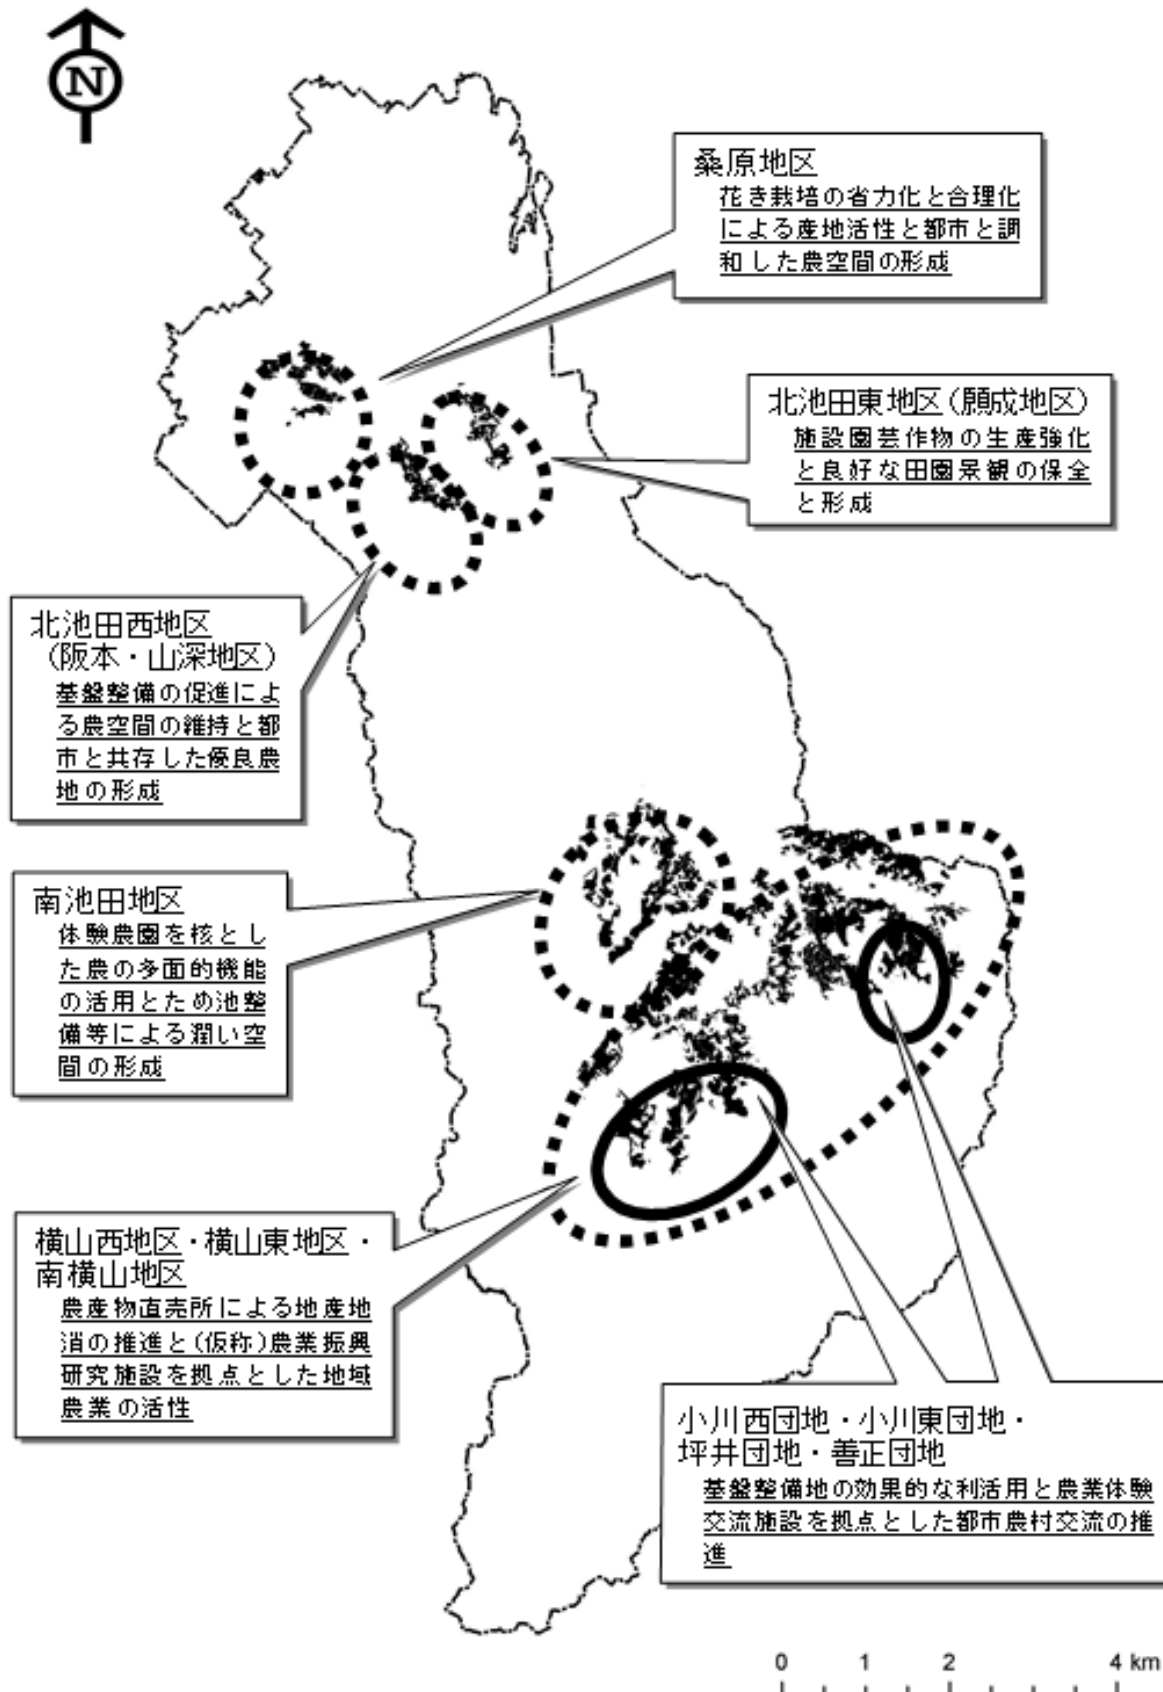 N
桑原地区
花き栽培の省力化と合理化
による産地活性と都市と調
和した農空間の形成
北池田東地区(願成地区)
施設園芸作物の生産強化
と良好な田園景観の保全
と形成
北池田西地区
(阪本・山深地区)
基盤整備の促進によ
る農空間の維持と都
市と共存した優良農
地の形成
南池田地区
体験農園を核とし
た農の多面的機能
の活用とため池整
備等による潤い空
間の形成
横山西地区・横山東地区・
南横山地区
農産物直売所による地産地
消の推進と(仮称)農業振興
研究施設を拠点とした地域
農業の活性
小川西団地・小川東団地・
坪井団地・善正団地
基盤整備地の効果的な利活用と農業体験
交流施設を拠点とした都市農村交流の推
進
0 1 2 4 km